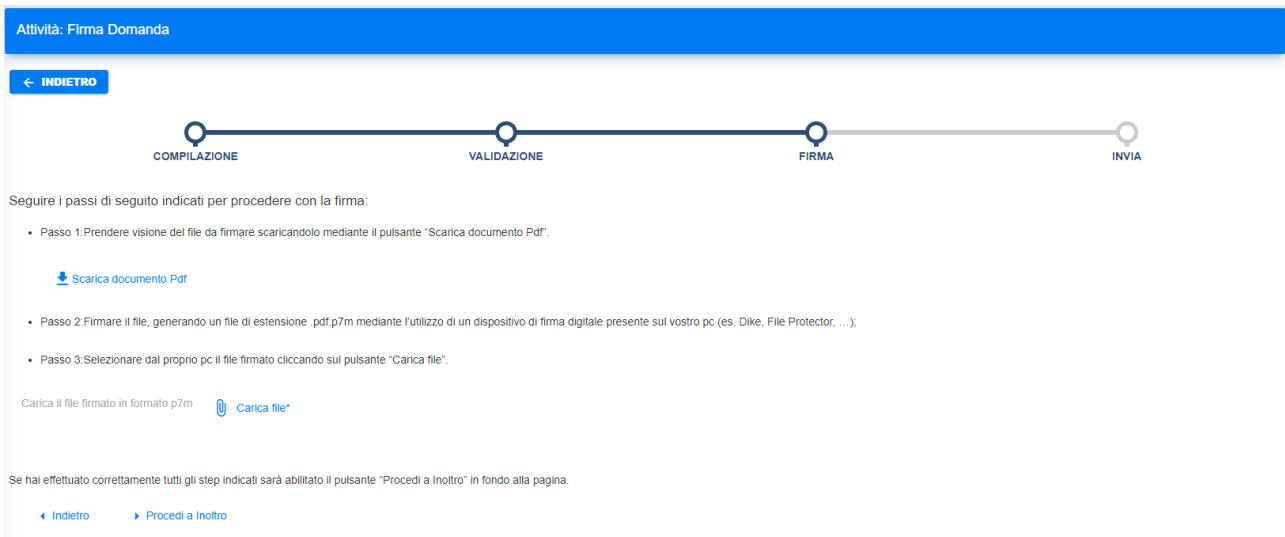 Attività: Firma Domanda
INDIETRO
COMPILAZIONE
VALIDAZIONE
FIRMA
INVIA
Seguire i passi di seguito indicati per procedere con la firma:
Passo 1:Prendere visione del file da firmare scaricandolo mediante il pulsante “Scarica documento Pdf”.
Scarica documento Pdf
Passo 2:Firmare il file, generando un file di estensione .pdf.p7m mediante l'utilizzo di un dispositivo di firma digitale presente sul vostro pc (es. Dike, File Protector, …);
Passo 3:Selezionare dal proprio pc il file firmato cliccando sul pulsante “Carica file”.
Carica il file firmato in formato p7m
Carica file*
Se hai effettuato correttamente tutti gli step indicati sarà abilitato il pulsante “Procedi a Inoltro” in fondo alla pagina.
Indietro
Procedi a Inoltro